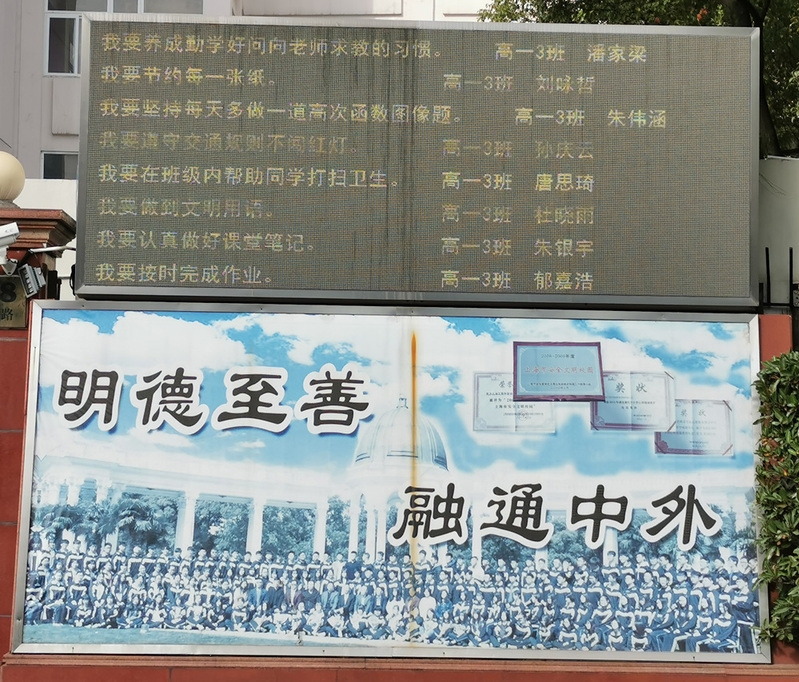 我要养成勤学好问向老师求教的习惯。 高一3班 潘家梁
我要节约每一张纸。 高一3班 刘咏哲
我要坚持每天多做一道高次函数图像题。 高一3班 朱伟涵
我要遵守交通规则不闯红灯。 高一3班 孙庆云
我要在班级内帮助同学打扫卫生。 高一3班 唐思琦
我要做到文明用语。 高一3班 杜晓雨
我要认真做好课堂笔记。 高一3班 朱银宇
我要按时完成作业。 高一3班 郁嘉浩
8
路
明德至善
奖状
融通中外